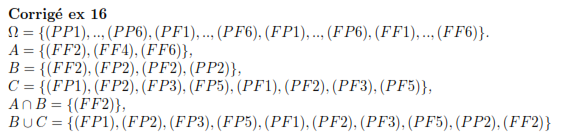 Corrigé ex 16
Ω = {(PP1), .., (PP6), (PF1), .., (PF6), (FP1), .., (FP6), (FF1), .., (FF6)}.
A = {(FF2), (FF4), (FF6)},
B = {(FF2), (FP2), (PF2), (PP2)},
C = {(FP1), (FP2), (FP3), (FP5), (PF1), (PF2), (PF3), (PF5)},
A ∩ B = {(FF2)},
B ∪ C = {(FP1), (FP2), (FP3), (FP5), (PF1), (PF2), (PF3), (PF5), (PP2), (FF2)}